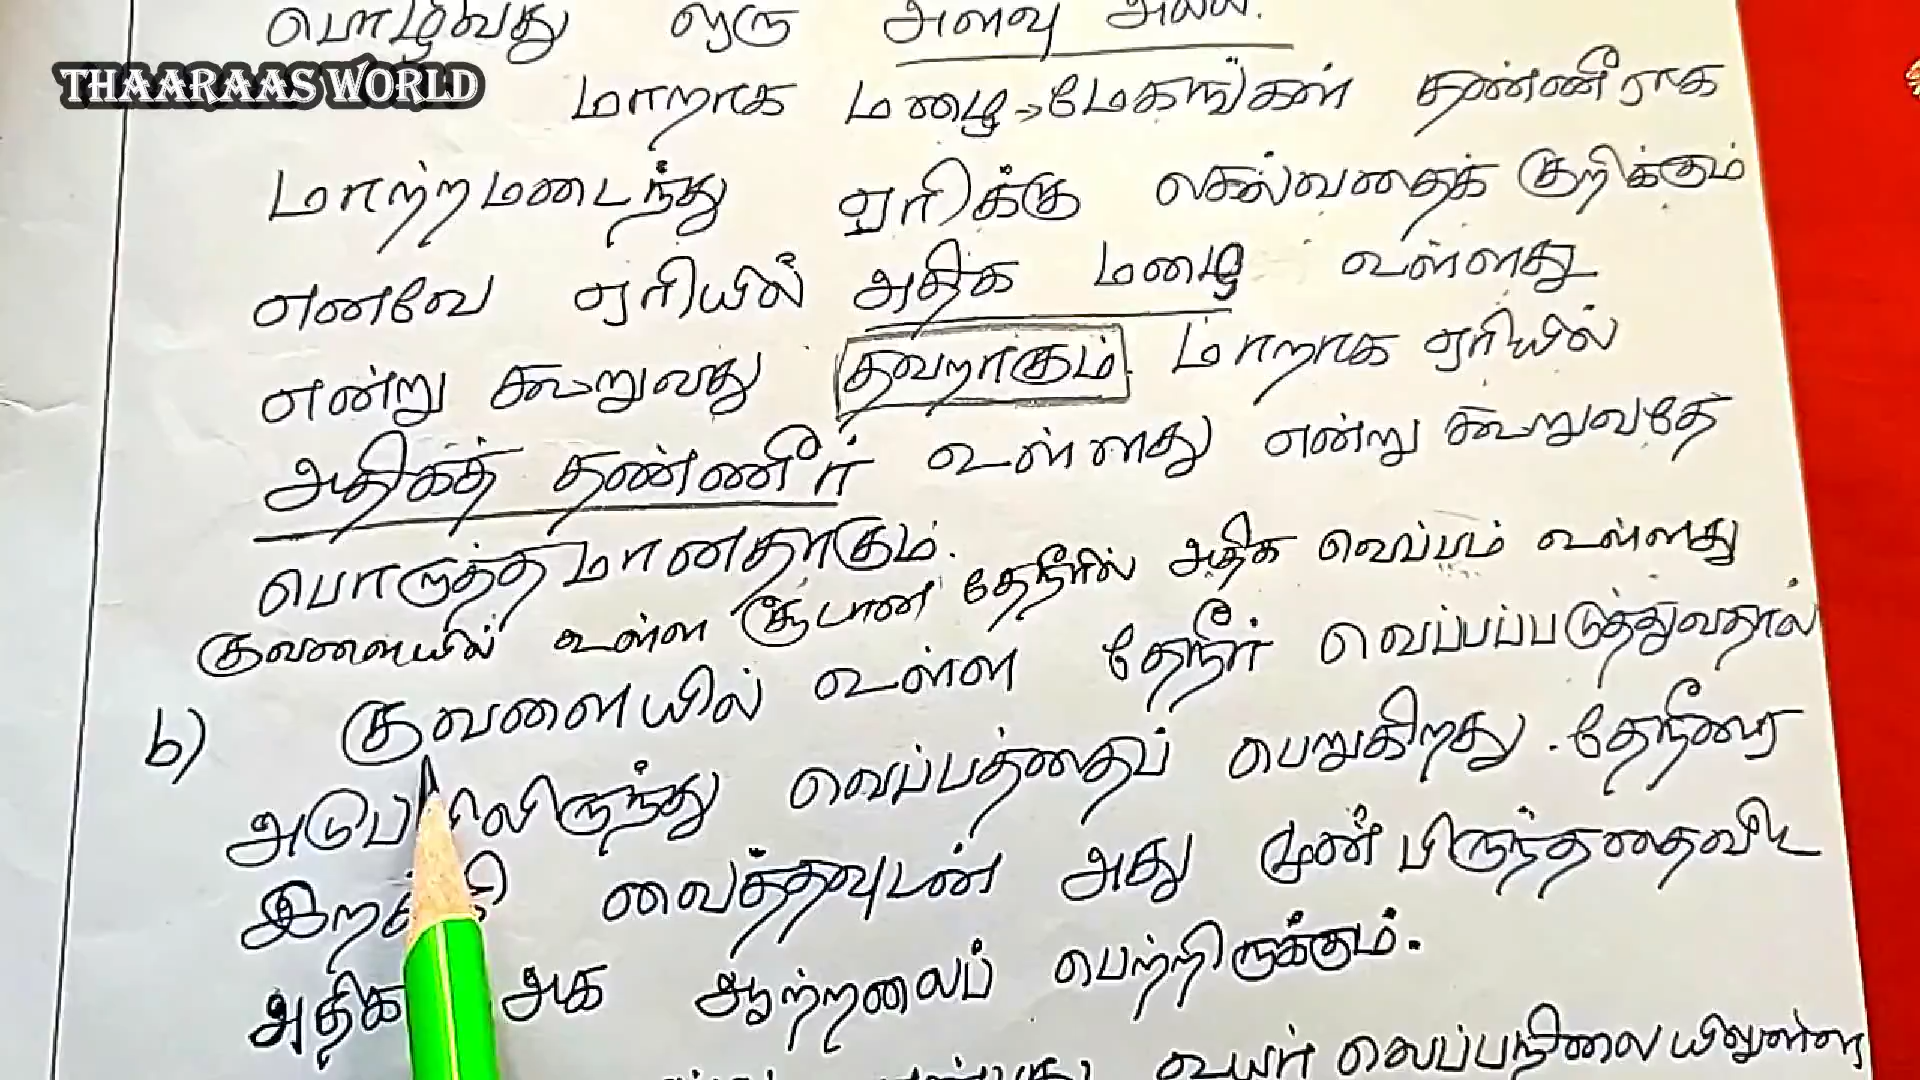 பொழிவது ஒரு அளவு அல்ல.
THAARAAS WORLD
மாறாக மழை மேகங்கள் தண்ணீராக
மாற்றமடைந்து ஏரிக்கு செல்வதைக் குறிக்கும்
எனவே ஏரியில் அதிக மழை உள்ளது
என்று கூறுவது தவறாகும். மாறாக ஏரியில்
அதிகத் தண்ணீர் உள்ளது என்று கூறுவதே
பொருத்தமானதாகும்.
குவளையில் உள்ள சூடான தேநீரில் அதிக வெப்பம் உள்ளது
b) குவளையில் உள்ள தேநீர் வெப்பப்படுத்துவதால்
அடுப்பிலிருந்து வெப்பத்தைப் பெறுகிறது. தேநீரை
வைத்தவுடன் அது முன்பிருந்ததைவிட
அதிக அக ஆற்றலைப் பெற்றிருக்கும்.
உயர் வெப்பநிலையிலுள்ள